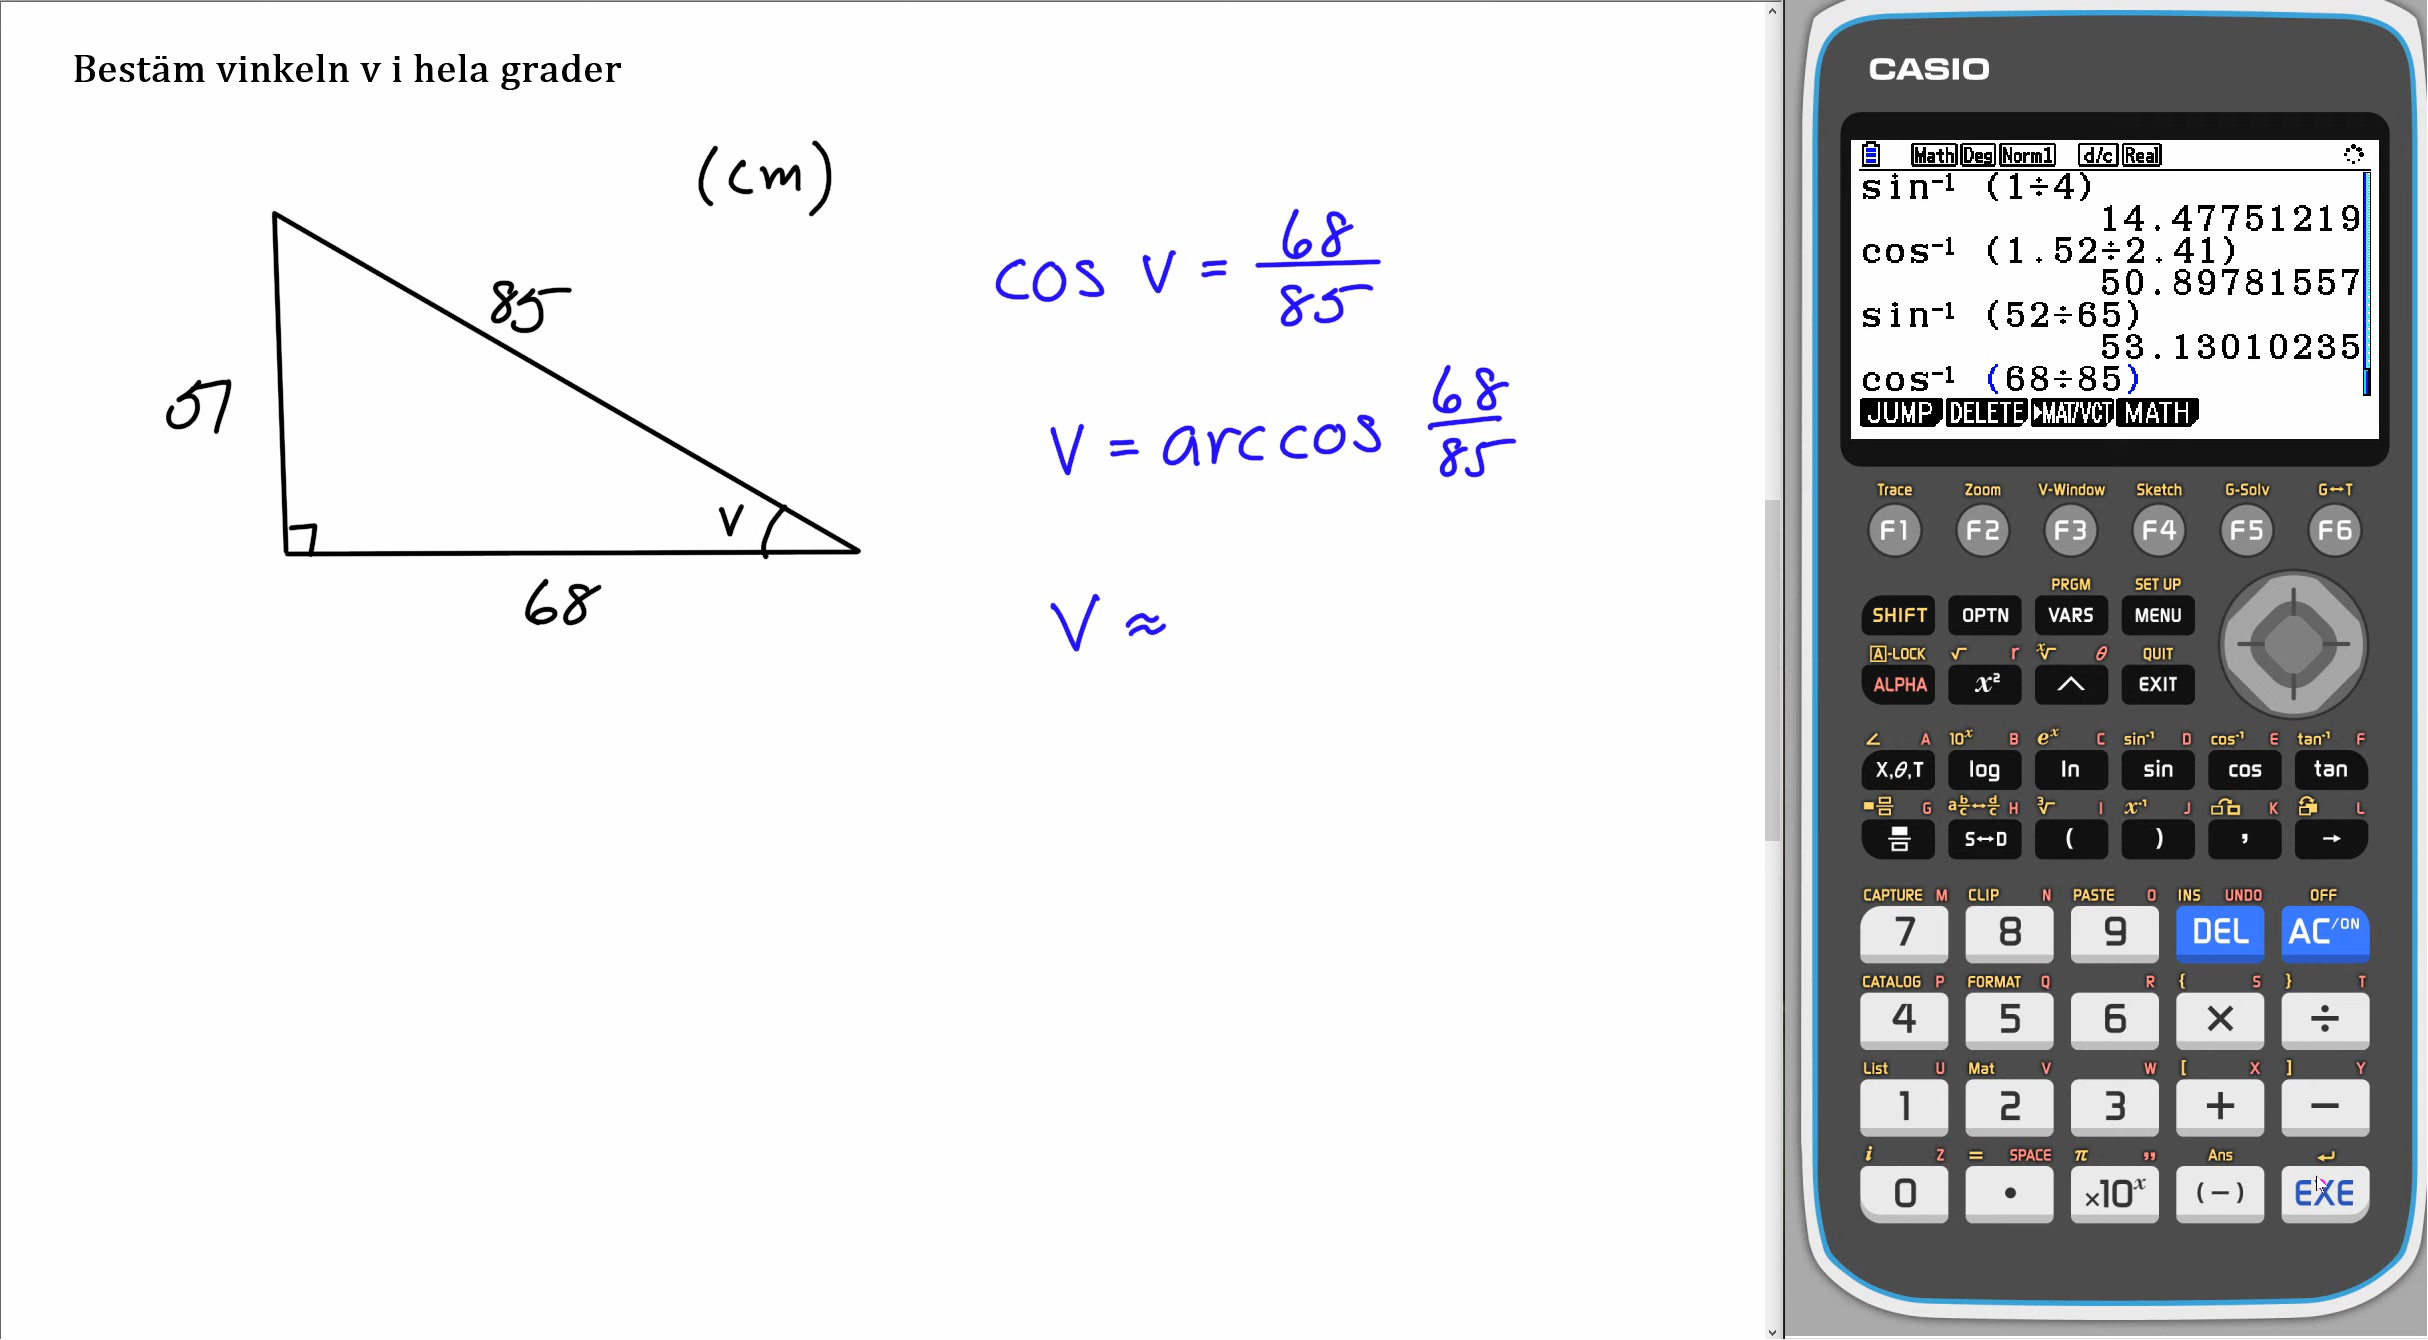 Bestäm vinkeln v i hela grader
(cm)
85
57
v
68
cos v = 68/85
v = arccos 68/85
v ≈
CASIO
Math Deg Norm1 d/c Real
sin⁻¹ (1÷4)
14.47751219
cos⁻¹ (1.52÷2.41)
50.89781557
sin⁻¹ (52÷65)
53.13010235
cos⁻¹ (68÷85)
JUMP DELETE ▶MAT/VCT MATH
Trace Zoom V-Window Sketch G-Solv G↔T
F1 F2 F3 F4 F5 F6
PRGM SET UP
SHIFT OPTN VARS MENU
A-LOCK √ r ˣ√ θ QUIT
ALPHA x² ^ EXIT
∠ A 10ˣ B eˣ C sin⁻¹ D cos⁻¹ E tan⁻¹ F
X,θ,T log ln sin cos tan
G a b/c↔d/c H ³√ I x⁻¹ J K L
S↔D ( ) , →
CAPTURE M CLIP N PASTE O INS UNDO OFF
7 8 9 DEL AC/ON
CATALOG P FORMAT Q R { S } T
4 5 6 × ÷
List U Mat V W [ X ] Y
1 2 3 + −
i Z = SPACE π " Ans ↵
0 • ×10ˣ (−) EXE